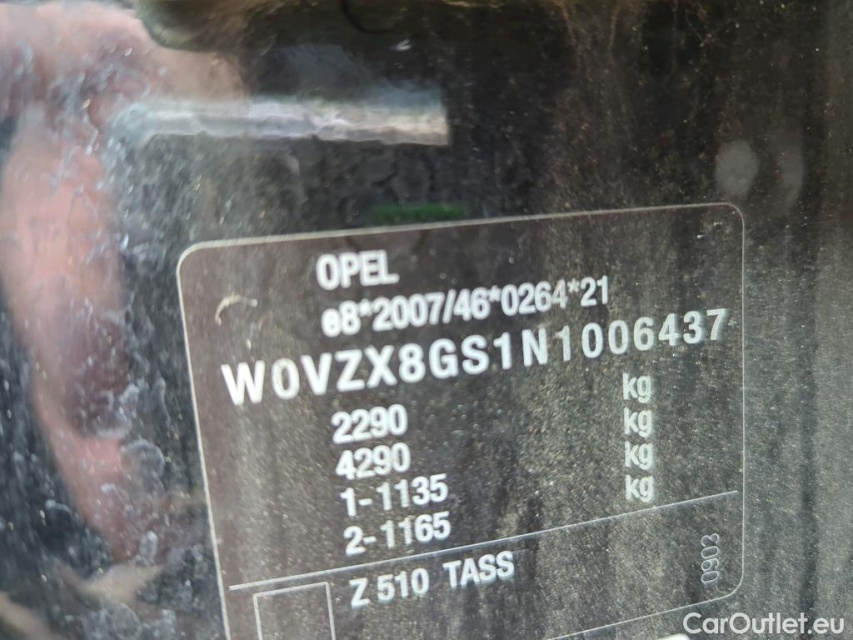 OPEL
e8*2007/46*0264*21
W0VZX8GS1N1006437
2290 kg
4290 kg
1-1135 kg
2-1165 kg
Z 510 TASS
0903
CarOutlet.eu